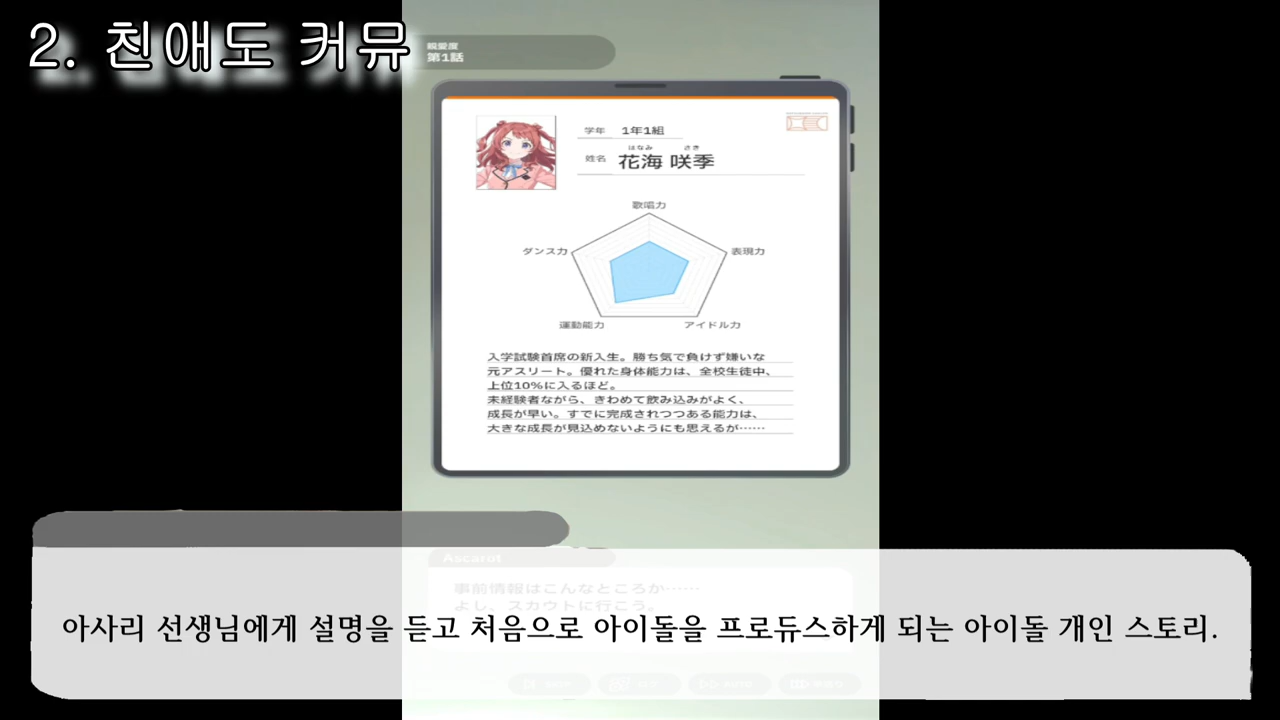 2. 친애도 커뮤
親愛度
第1話
学年 1年1組
はなみ さき
姓名 花海 咲季
歌唱力
ダンス力 表現力
運動能力 アイドル力
入学試験首席の新入生。勝ち気で負けず嫌いな
元アスリート。優れた身体能力は、全校生徒中、
上位10%に入るほど。
未経験者ながら、きわめて飲み込みがよく、
成長が早い。すでに完成されつつある能力は、
大きな成長が見込めないようにも思えるが……
Ascarot
事前情報はこんなところか……
よし。スカウトに行こう。
아사리 선생님에게 설명을 듣고 처음으로 아이돌을 프로듀스하게 되는 아이돌 개인 스토리.